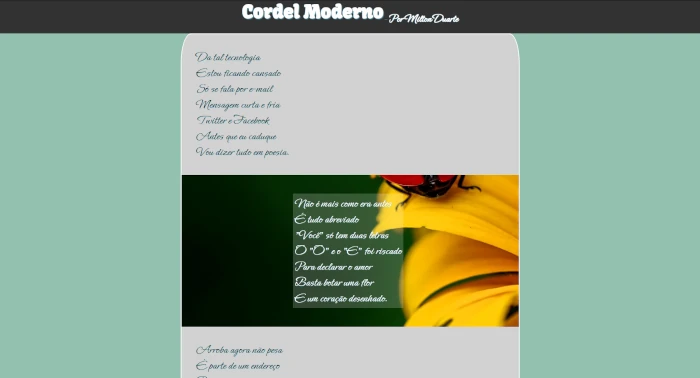 Cordel Moderno Por Milton Duarte
Da tal tecnologia
Estou ficando cansado
Só se fala por e-mail
Mensagem curta e fria
Twitter e Facebook
Antes que eu caduque
Vou dizer tudo em poesia.
Não é mais como era antes
É tudo abreviado
"Você" só tem duas letras
O "O" e o "E" foi riscado
Para declarar o amor
Basta botar uma flor
E um coração desenhado.
Arroba agora não pesa
É parte de um endereço